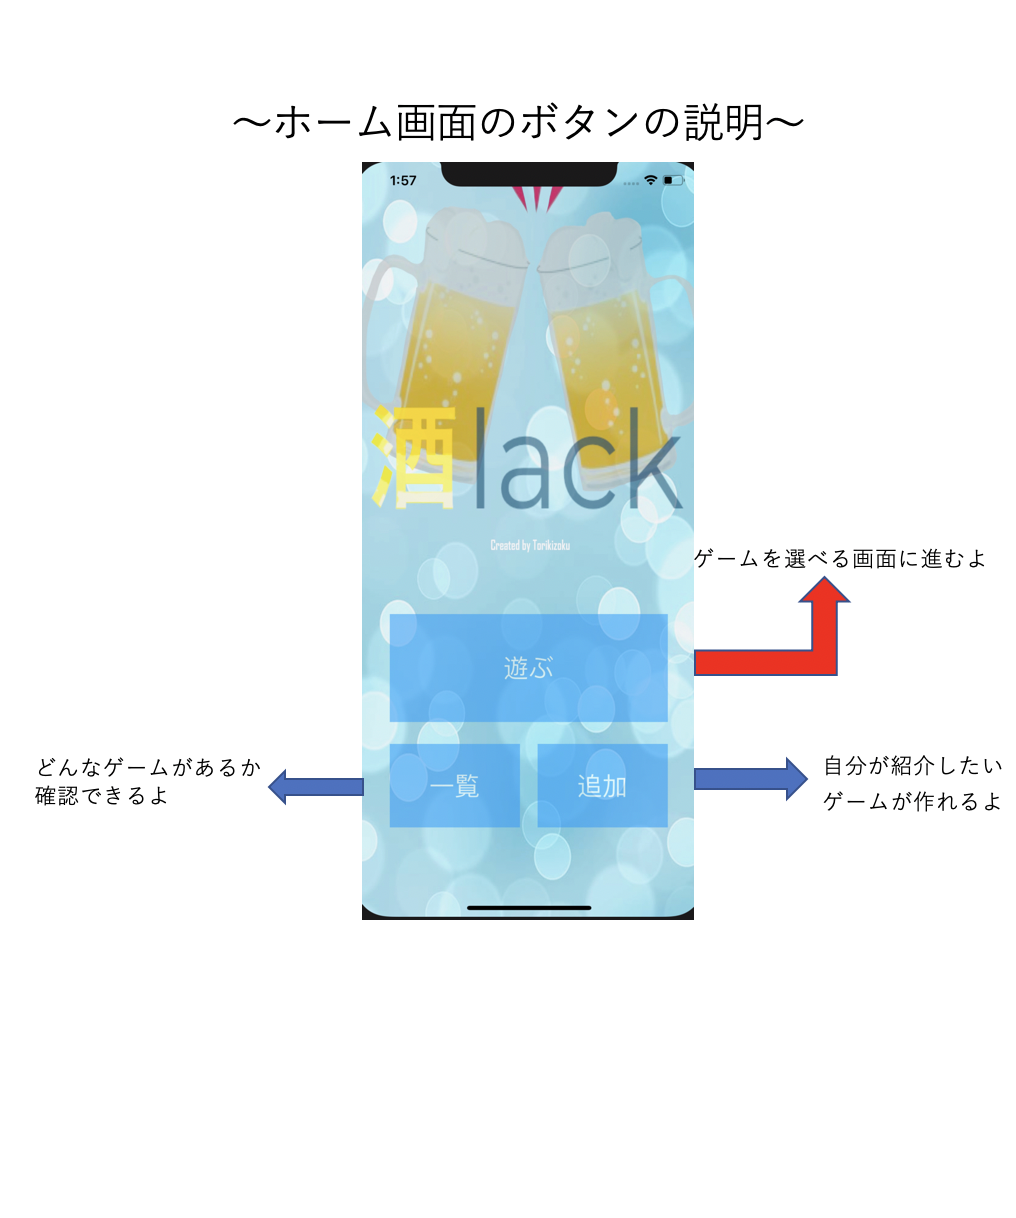 ～ホーム画面のボタンの説明～
1:57
酒lack
Created by Torikizoku
ゲームを選べる画面に進むよ
遊ぶ
どんなゲームがあるか
確認できるよ
一覧
追加
自分が紹介したい
ゲームが作れるよ